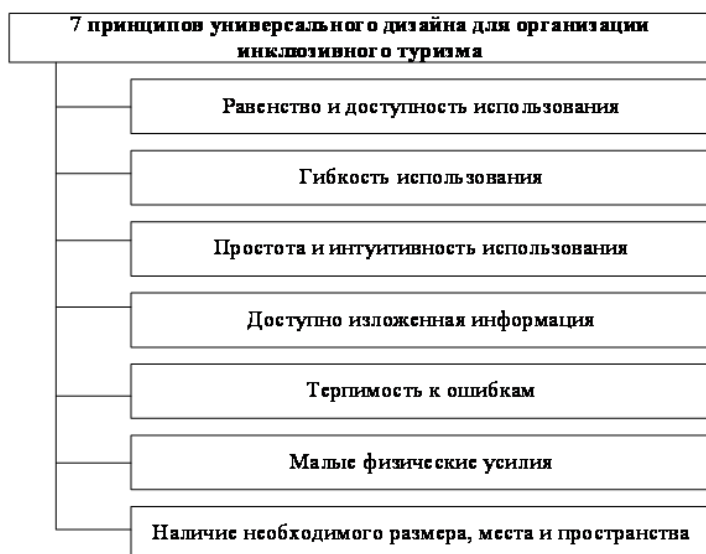 7 принципов универсального дизайна для организации
инклюзивного туризма
Равенство и доступность использования
Гибкость использования
Простота и интуитивность использования
Доступно изложенная информация
Терпимость к ошибкам
Малые физические усилия
Наличие необходимого размера, места и пространства